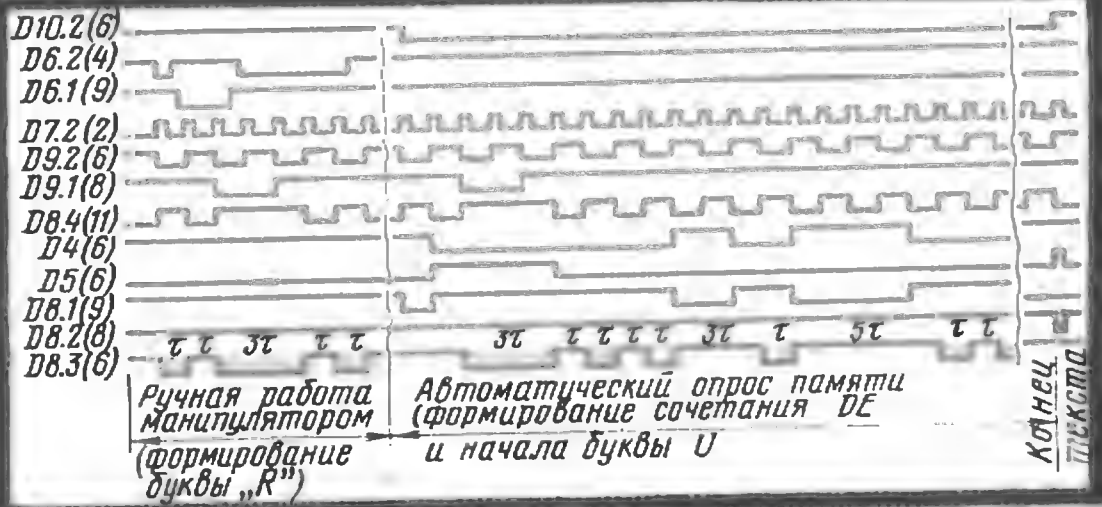 D10.2(6)
D6.2(4)
D6.1(9)
D7.2(2)
D9.2(6)
D9.1(8)
D8.4(11)
D4(6)
D5(6)
D8.1(9)
D8.2(8)
D8.3(6)
τ τ 3τ τ τ 3τ τ τ τ τ 3τ τ 5τ τ τ
Ручная работа
манипулятором
(формирование
буквы „R")
Автоматический опрос памяти
(формирование сочетания DE
и начала буквы U
Конец
текста